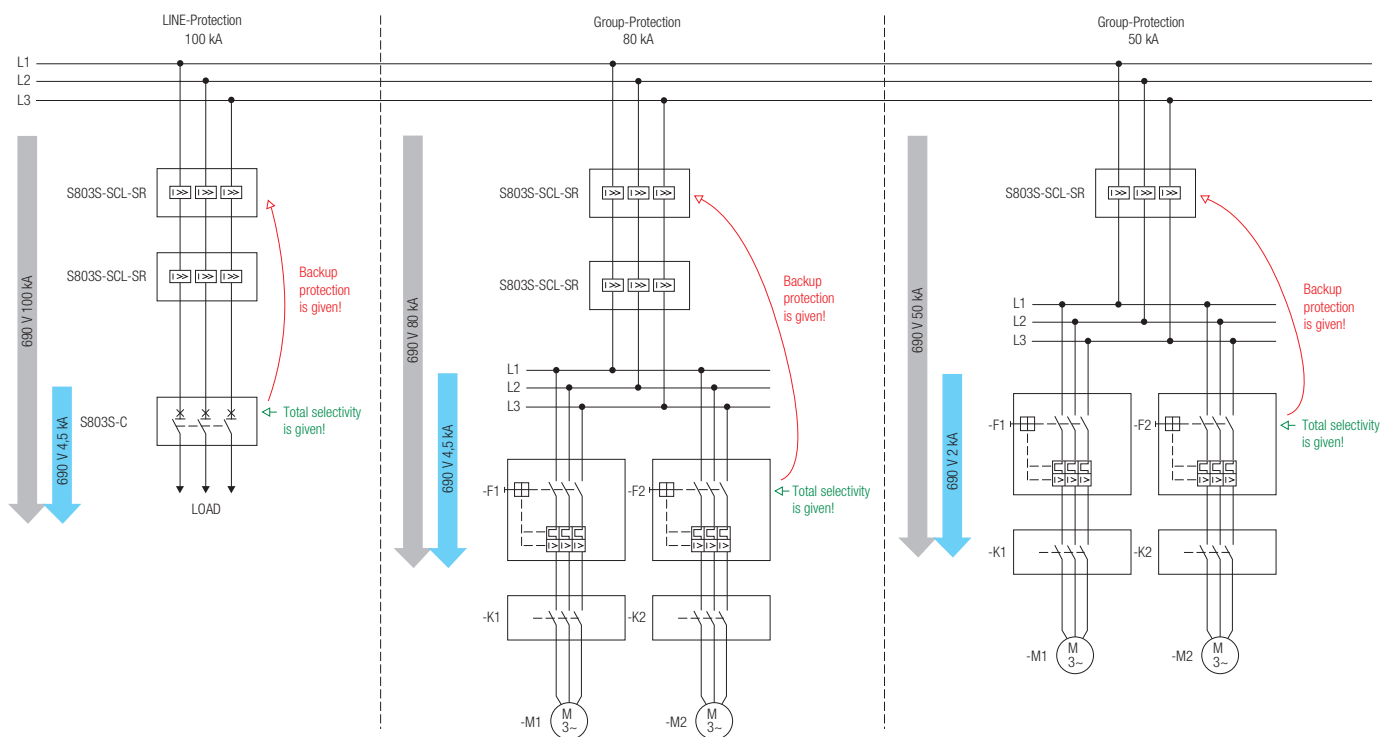 LINE-Protection
100 kA
Group-Protection
80 kA
Group-Protection
50 kA
L1
L2
L3
690 V 100 kA
690 V 4,5 kA
S803S-SCL-SR
I>> I>> I>>
S803S-SCL-SR
I>> I>> I>>
Backup
protection
is given!
S803S-C
Total selectivity
is given!
LOAD
690 V 80 kA
690 V 4,5 kA
S803S-SCL-SR
I>> I>> I>>
S803S-SCL-SR
I>> I>> I>>
Backup
protection
is given!
L1
L2
L3
-F1
I> I> I>
-F2
I> I> I>
Total selectivity
is given!
-K1
-K2
-M1
M
3~
-M2
M
3~
690 V 50 kA
690 V 2 kA
S803S-SCL-SR
I>> I>> I>>
Backup
protection
is given!
L1
L2
L3
-F1
I> I> I>
-F2
I> I> I>
Total selectivity
is given!
-K1
-K2
-M1
M
3~
-M2
M
3~